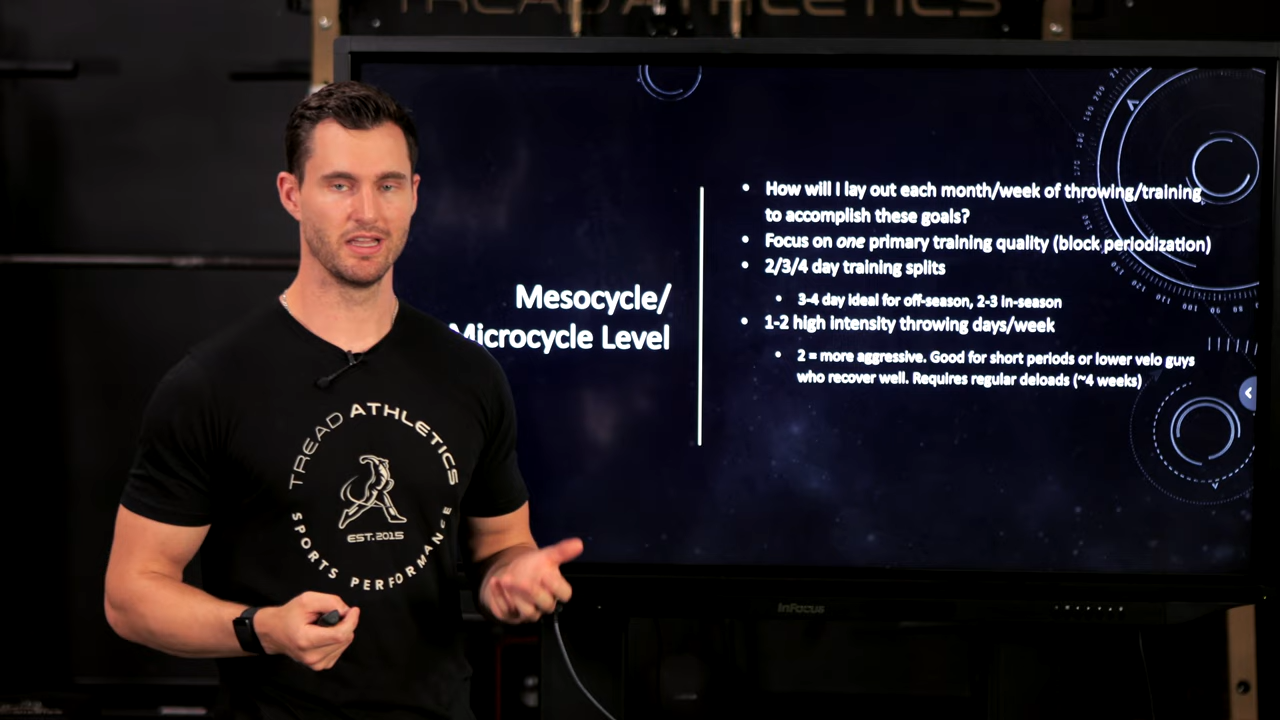 TREAD ATHLETICS
Mesocycle/
Microcycle Level
• How will I lay out each month/week of throwing/training
to accomplish these goals?
• Focus on one primary training quality (block periodization)
• 2/3/4 day training splits
• 3-4 day ideal for off-season, 2-3 in-season
• 1-2 high intensity throwing days/week
• 2 = more aggressive. Good for short periods or lower velo guys
who recover well. Requires regular deloads (~4 weeks)
TREAD ATHLETICS
EST.2015
SPORTS PERFORMANCE
InFocus